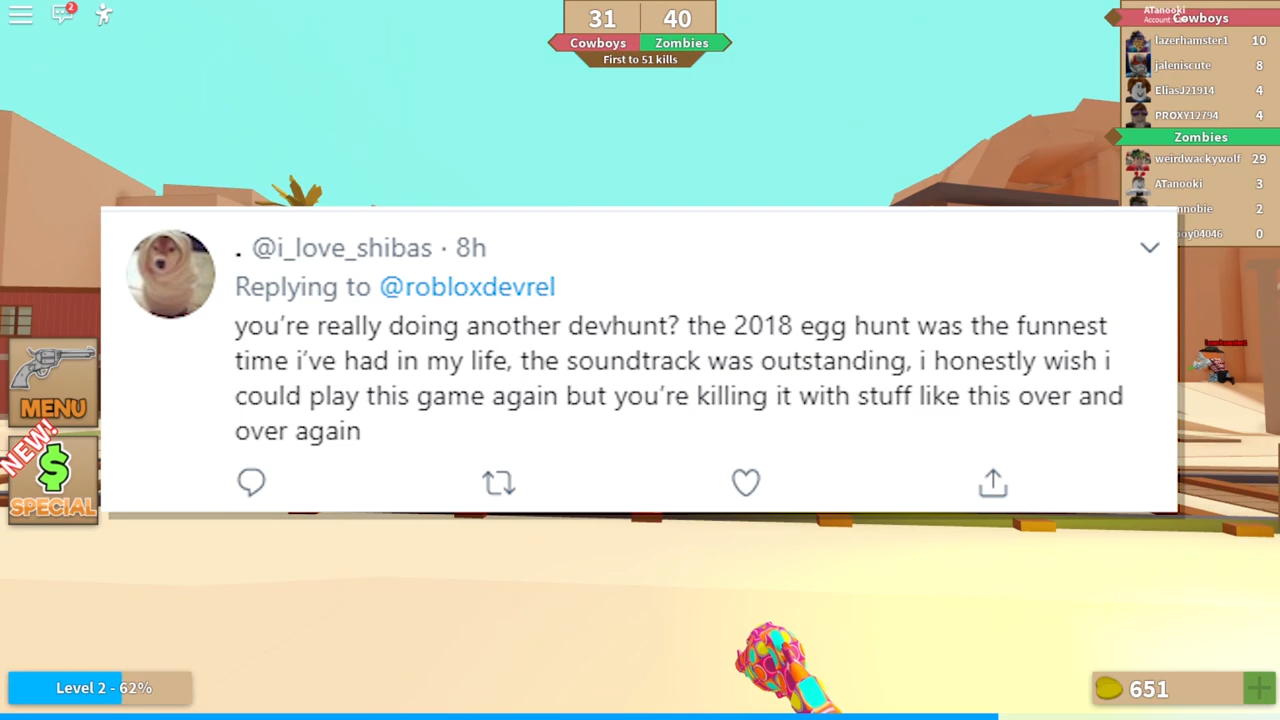 2
31 40
Cowboys Zombies
First to 51 kills
ATanooki
Cowboys
lazerhamster1 10
jaleniscute 8
EliasJ21914 4
PROXY12794 4
Zombies
weirdwackywolf 29
ATanooki 3
2
0
. @i_love_shibas · 8h
Replying to @robloxdevrel
you’re really doing another devhunt? the 2018 egg hunt was the funnest
time i’ve had in my life, the soundtrack was outstanding, i honestly wish i
could play this game again but you’re killing it with stuff like this over and
over again
MENU
NEW!
$
SPECIAL
Level 2 - 62%
651